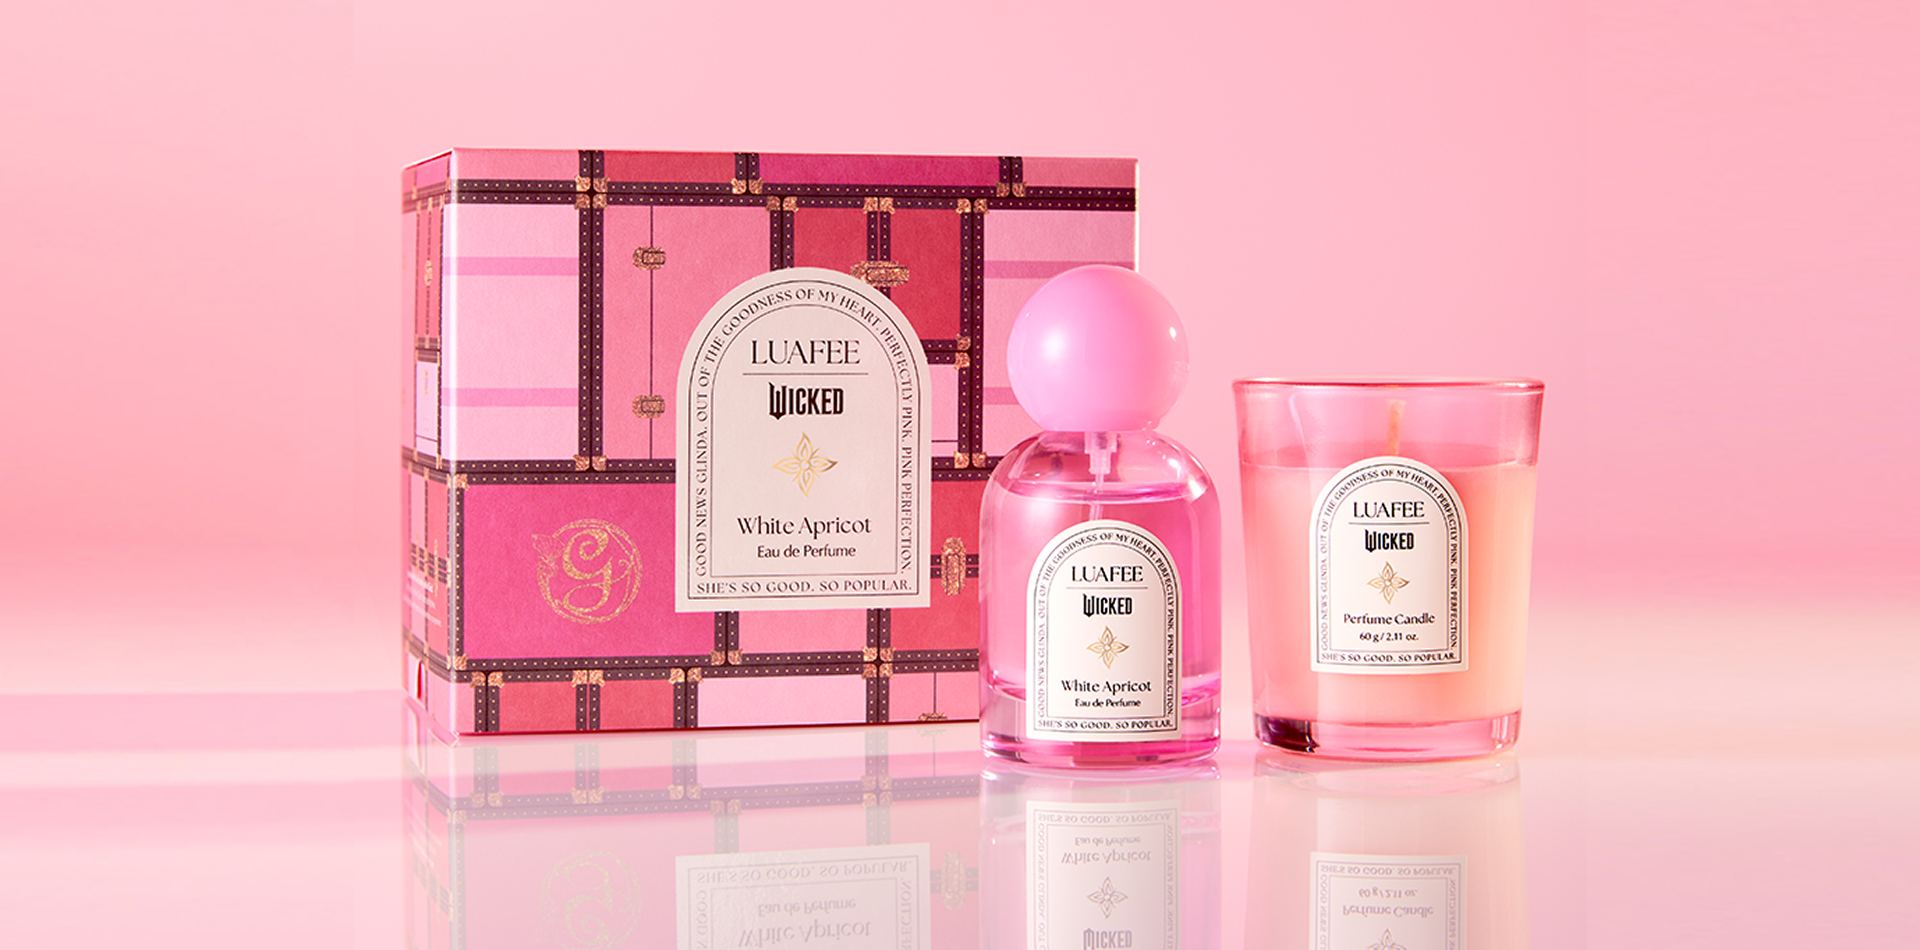 GOOD NEWS GLINDA. OUT OF THE GOODNESS OF MY HEART. PERFECTLY PINK. PINK PERFECTION.
LUAFEE
WICKED
White Apricot
Eau de Perfume
SHE'S SO GOOD. SO POPULAR.
g
GOOD NEWS GLINDA. OUT OF THE GOODNESS OF MY HEART. PERFECTLY PINK. PINK PERFECTION.
LUAFEE
WICKED
White Apricot
Eau de Perfume
SHE'S SO GOOD. SO POPULAR.
GOOD NEWS GLINDA. OUT OF THE GOODNESS OF MY HEART. PERFECTLY PINK. PINK PERFECTION.
LUAFEE
WICKED
Perfume Candle
60 g / 2.11 oz.
SHE'S SO GOOD. SO POPULAR.